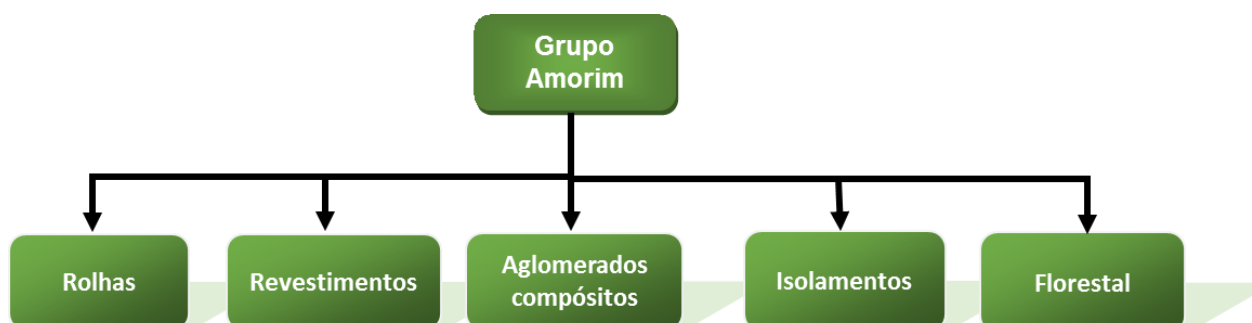 Grupo
Amorim
Rolhas
Revestimentos
Aglomerados
compósitos
Isolamentos
Florestal